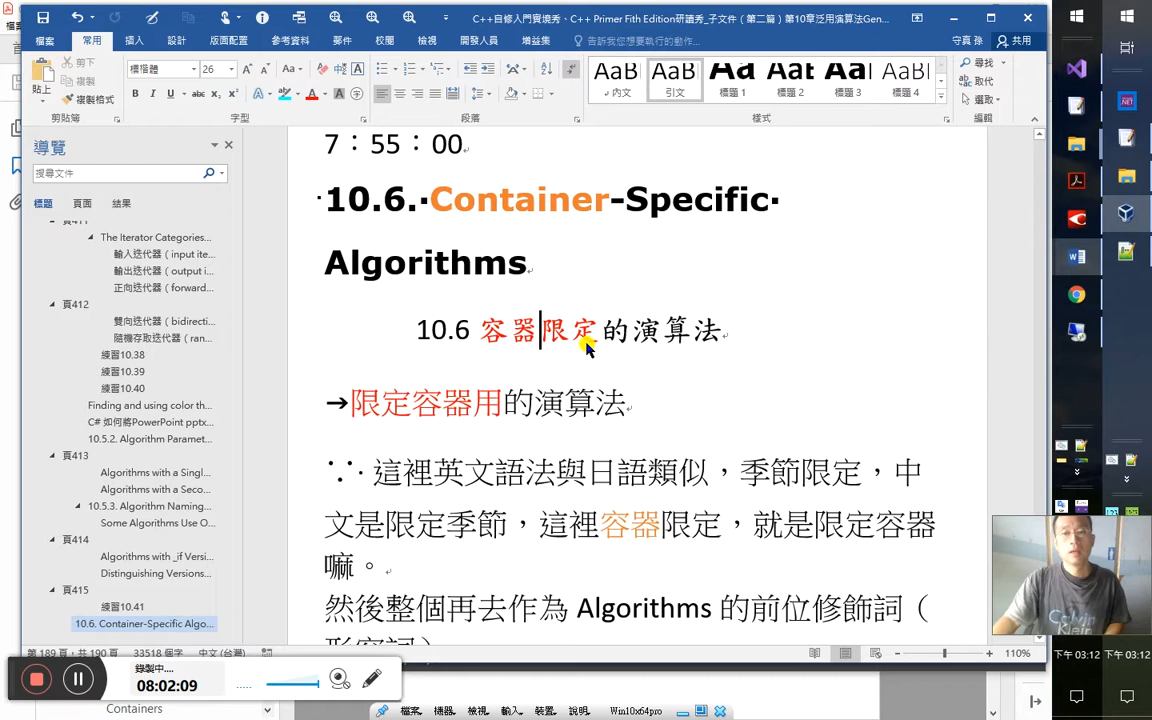 C++自修入門實境秀、C++ Primer Fith Edition研讀秀_子文件（第二篇）第10章泛用演算法Gen...
檔案 常用 插入 設計 版面配置 參考資料 郵件 校閱 檢視 開發人員 增益集 告訴我您想要執行的動作... 守真 孫 共用
貼上
剪下
複製
複製格式
標楷體 26
AaB AaB AaB AaB AaB AaBl
內文 引文 標題 1 標題 2 標題 3 標題 4
尋找
取代
選取
剪貼簿 字型 段落 樣式 編輯
導覽
搜尋文件
標題 頁面 結果
頁411
The Iterator Categories...
輸入迭代器（input ite...
輸出迭代器（output i...
正向迭代器（forward...
頁412
雙向迭代器（bidirecti...
隨機存取迭代器（ran...
練習10.38
練習10.39
練習10.40
Finding and using color th...
C# 如何將PowerPoint pptx...
10.5.2. Algorithm Paramet...
頁413
Algorithms with a Singl...
Algorithms with a Seco...
10.5.3. Algorithm Naming...
Some Algorithms Use O...
頁414
Algorithms with _if Versi...
Distinguishing Versions...
頁415
練習10.41
10.6. Container-Specific Algo...
7：55：00
10.6. Container-Specific
Algorithms
10.6 容器限定的演算法
→限定容器用的演算法
∵ 這裡英文語法與日語類似，季節限定，中
文是限定季節，這裡容器限定，就是限定容器
嘛。
然後整個再去作為 Algorithms 的前位修飾詞（
形容詞）
第 189 頁，共 190 頁 33518 個字 中文 (台灣) 110%
錄製中...
08:02:09
Containers
檔案 機器 檢視 輸入 裝置 說明 Win10x64pro
下午 03:12 下午 03:12